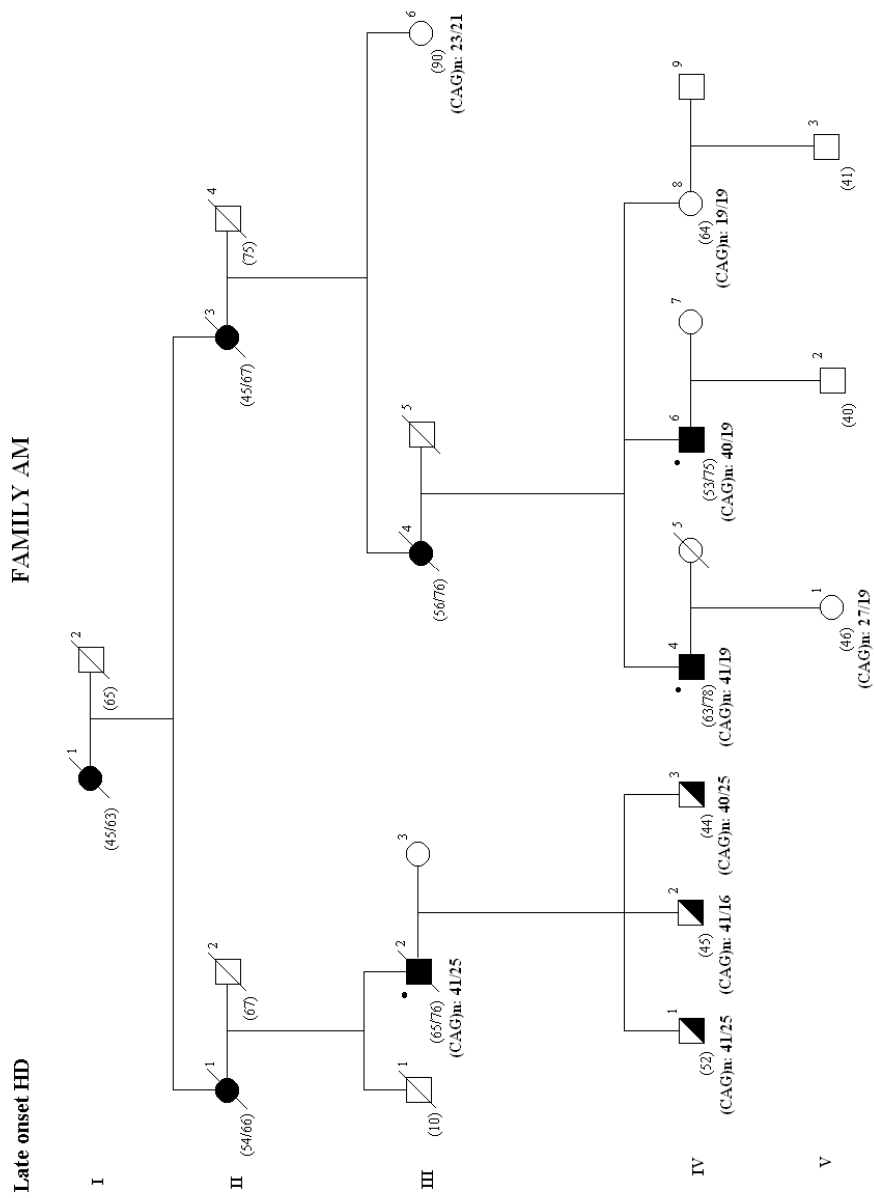 FAMILY AM
Late onset HD
I
1
(45/63)
2
(65)
II
1
(54/66)
2
(67)
3
(45/67)
4
(75)
III
1
(10)
2
(65/76)
(CAG)n: 41/25
3
4
(56/76)
5
6
(90)
(CAG)n: 23/21
IV
1
(52)
(CAG)n: 41/25
2
(45)
(CAG)n: 41/16
3
(44)
(CAG)n: 40/25
4
(63/78)
(CAG)n: 41/19
5
6
(53/75)
(CAG)n: 40/19
7
8
(64)
(CAG)n: 19/19
9
V
1
(46)
(CAG)n: 27/19
2
(40)
3
(41)